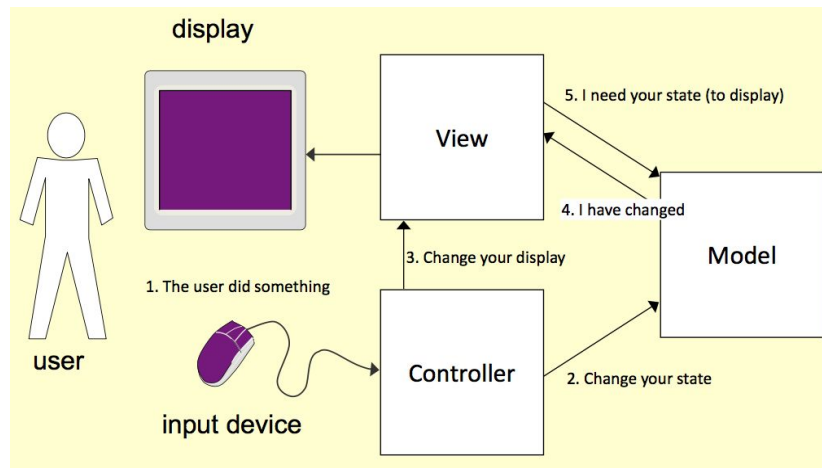 display
View
5. I need your state (to display)
4. I have changed
Model
3. Change your display
1. The user did something
user
Controller
2. Change your state
input device